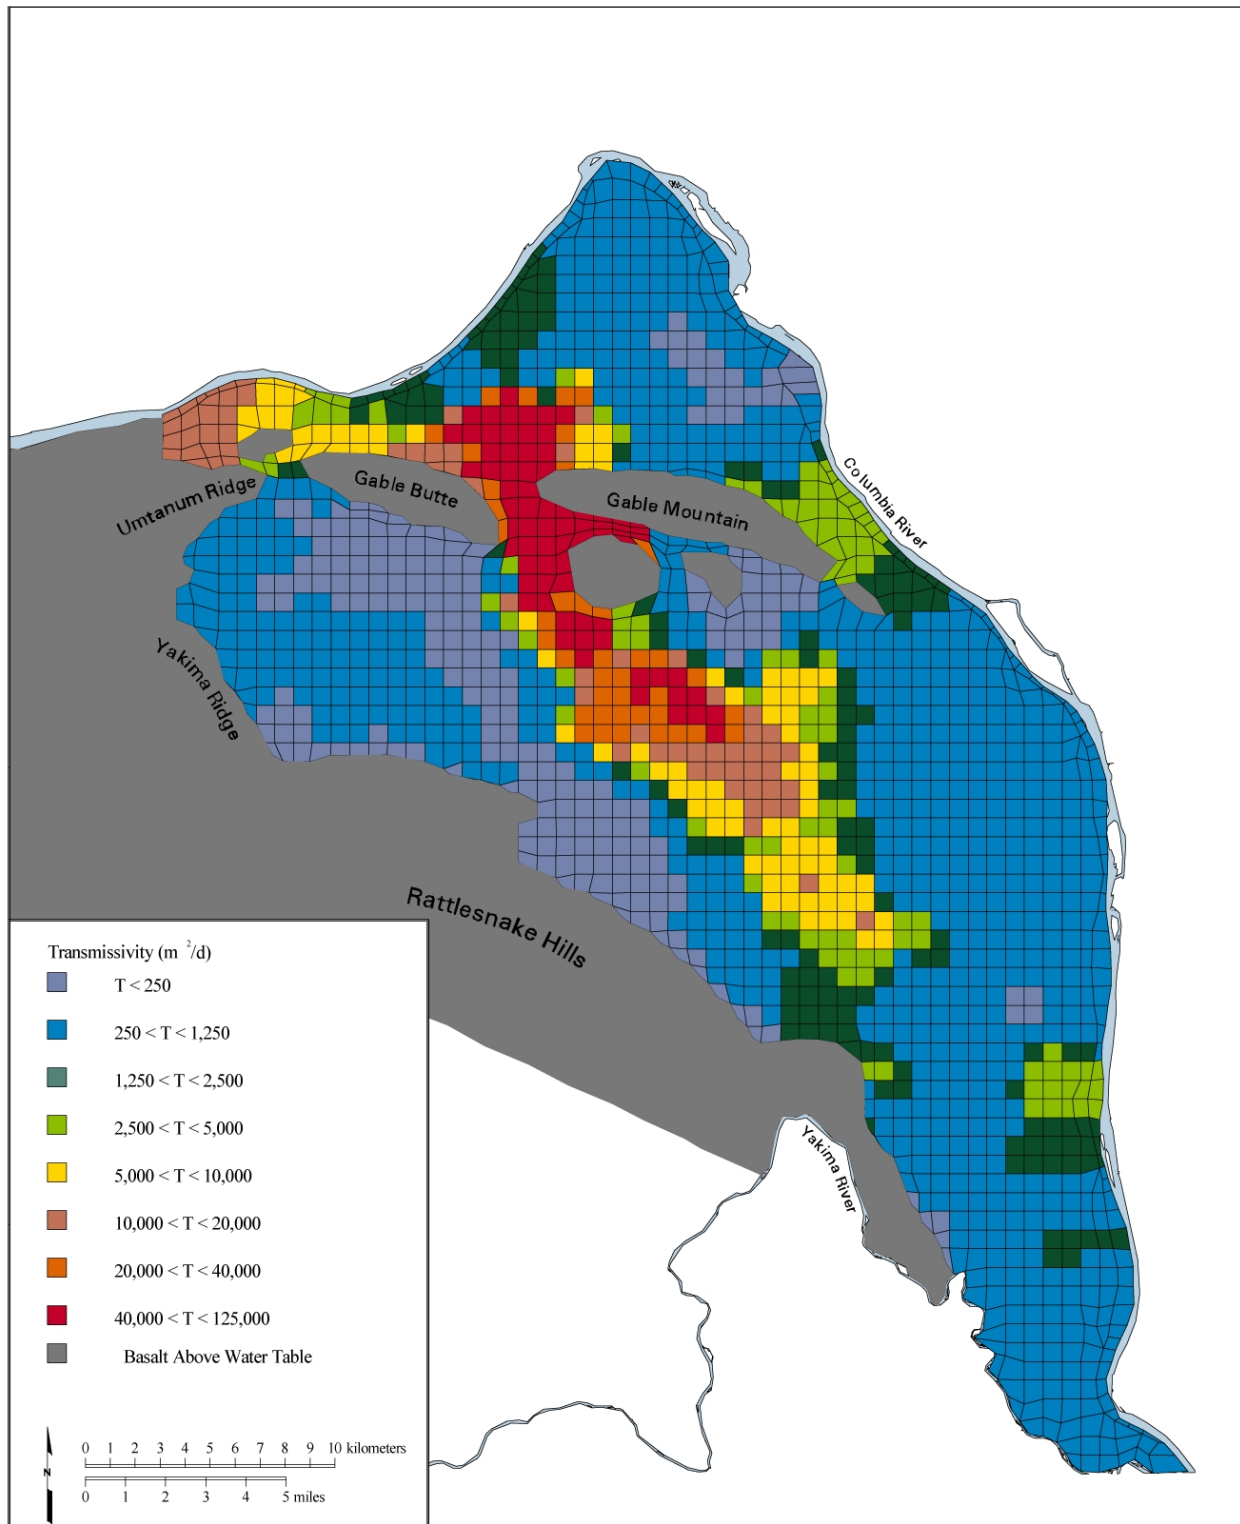 Columbia River
Umtanum Ridge
Gable Butte
Gable Mountain
Yakima Ridge
Rattlesnake Hills
Yakima River
Transmissivity (m ²/d)
T < 250
250 < T < 1,250
1,250 < T < 2,500
2,500 < T < 5,000
5,000 < T < 10,000
10,000 < T < 20,000
20,000 < T < 40,000
40,000 < T < 125,000
Basalt Above Water Table
N
0 1 2 3 4 5 6 7 8 9 10 kilometers
0 1 2 3 4 5 miles